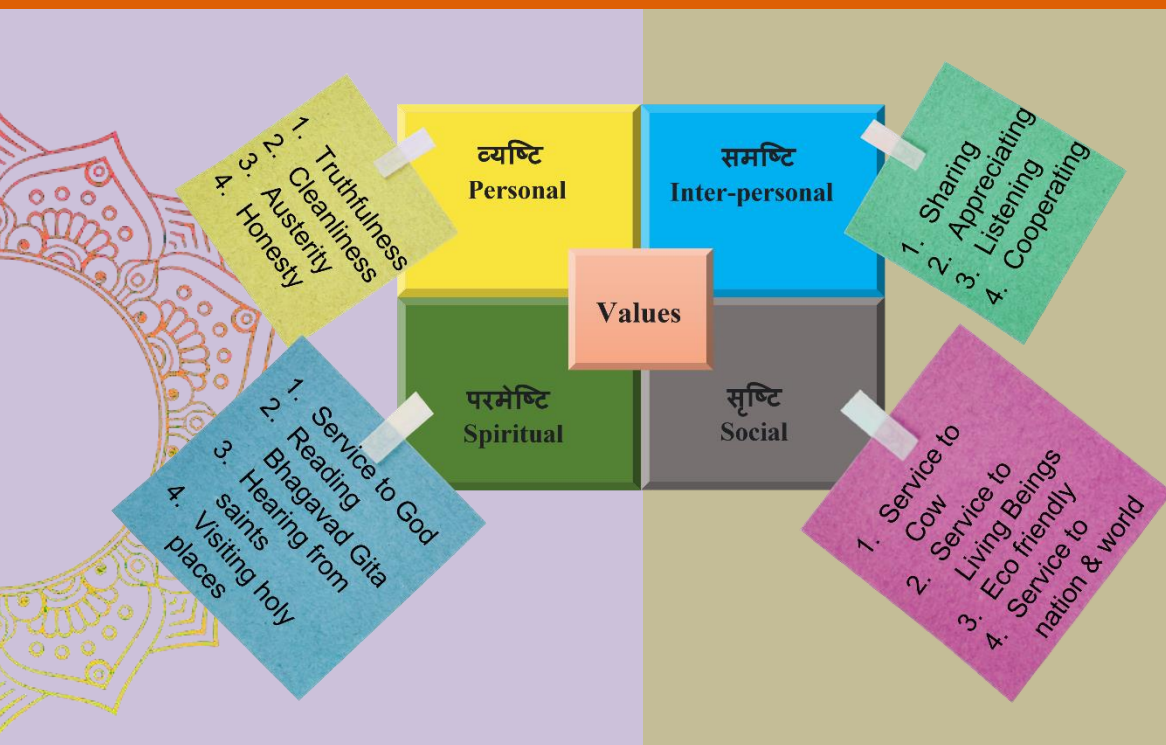 1. Truthfulness
2. Cleanliness
3. Austerity
4. Honesty
व्यष्टि
Personal
समष्टि
Inter-personal
1. Sharing
2. Appreciating
3. Listening
4. Cooperating
Values
1. Service to God
2. Reading
Bhagavad Gita
3. Hearing from
saints
4. Visiting holy
places
परमेष्टि
Spiritual
सृष्टि
Social
1. Service to
Cow
2. Service to
Living Beings
3. Eco friendly
4. Service to
nation & world